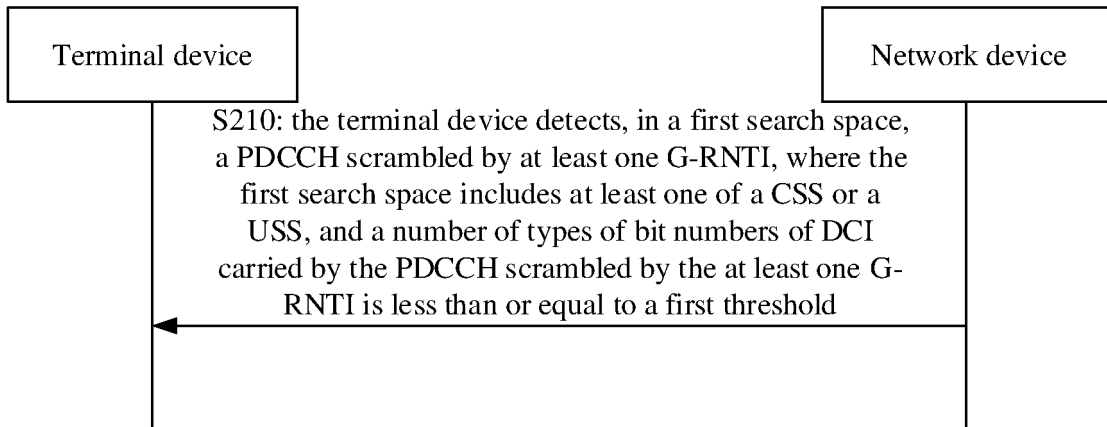 Terminal device
Network device
S210: the terminal device detects, in a first search space,
a PDCCH scrambled by at least one G-RNTI, where the
first search space includes at least one of a CSS or a
USS, and a number of types of bit numbers of DCI
carried by the PDCCH scrambled by the at least one G-
RNTI is less than or equal to a first threshold